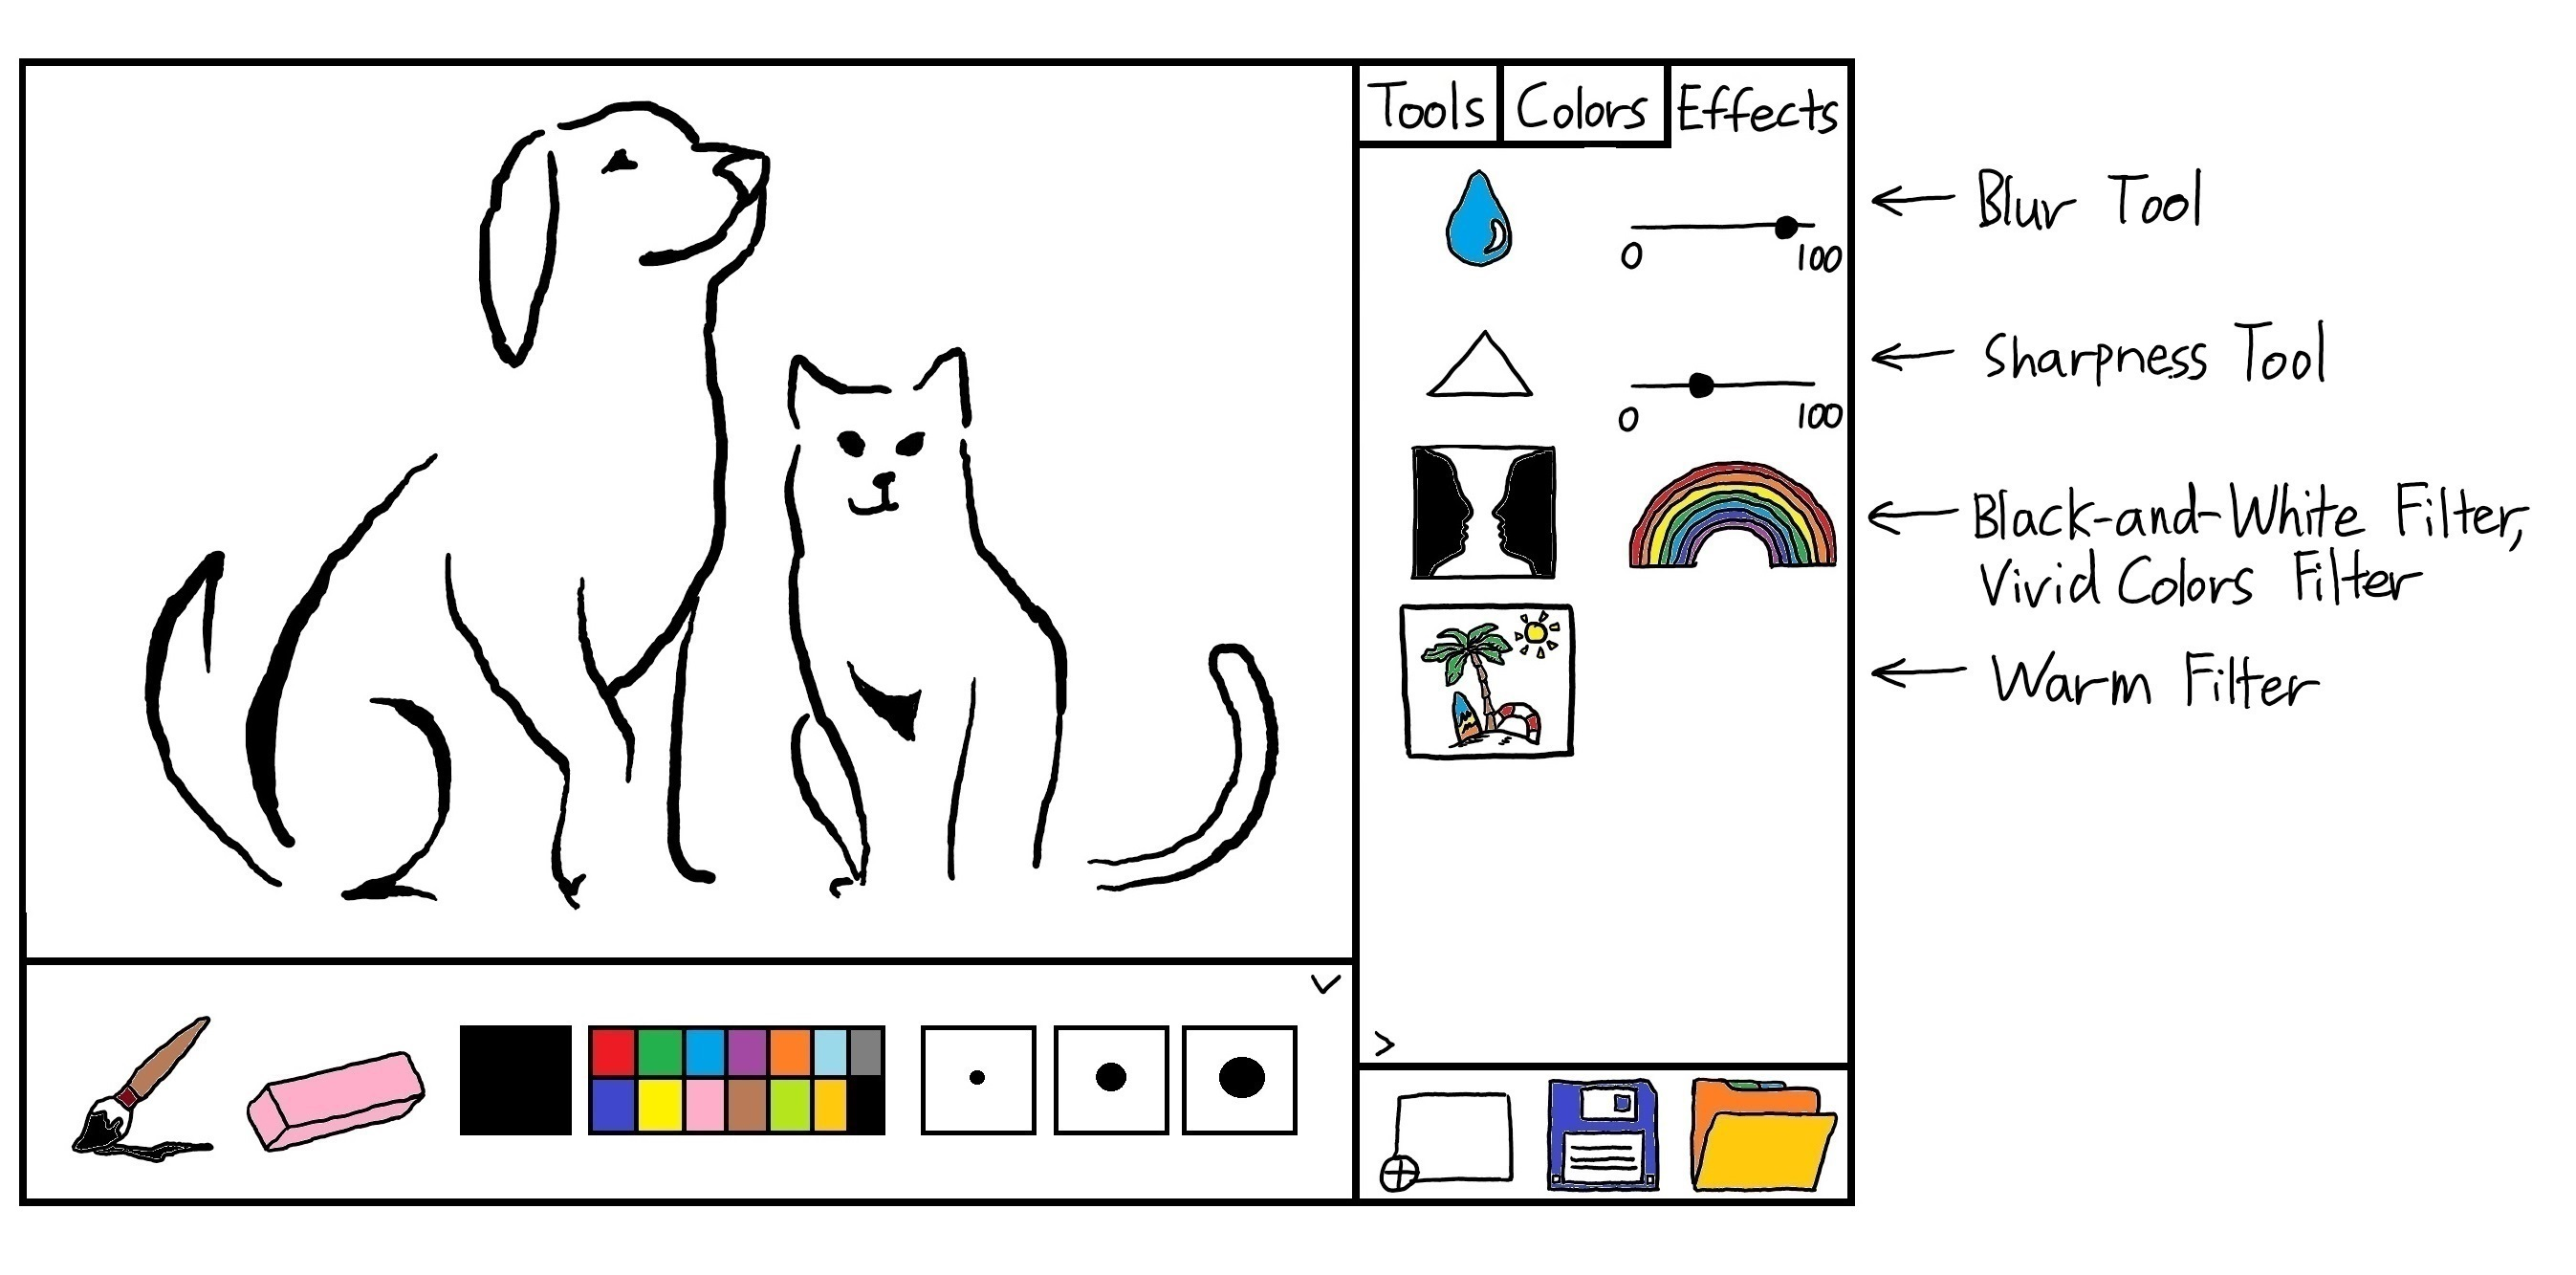 Tools Colors Effects
Blur Tool
0 100
Sharpness Tool
0 100
Black-and-White Filter,
Vivid Colors Filter
Warm Filter